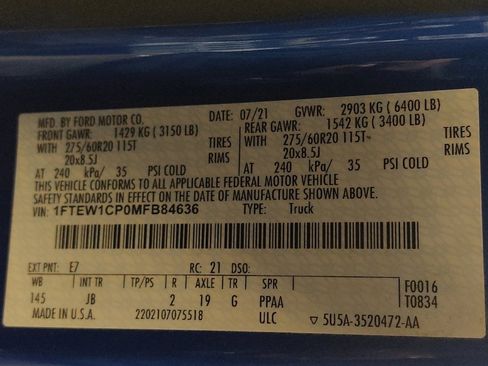 MFD. BY FORD MOTOR CO. 07/21 GVWR: 2903 KG ( 6400 LB)
FRONT GAWR: 1429 KG ( 3150 LB) REAR GAWR: 1542 KG ( 3400 LB)
WITH 275/60R20 115T TIRES WITH 275/60R20 115T TIRES
20x8.5J RIMS 20x8.5J RIMS
AT 240 kPa/ 35 PSI COLD AT 240 kPa/ 35 PSI COLD
THIS VEHICLE CONFORMS TO ALL APPLICABLE FEDERAL MOTOR VEHICLE
SAFETY STANDARDS IN EFFECT ON THE DATE OF MANUFACTURE SHOWN ABOVE.
VIN: 1FTEW1CP0MFB84636 TYPE: Truck
EXT PNT: E7 RC: 21 DSO:
WB INT TR TP/PS R AXLE TR SPR F0016
145 JB 2 19 G PPAA T0834
MADE IN U.S.A. 2202107075518 ULC ▽ 5U5A-3520472-AA